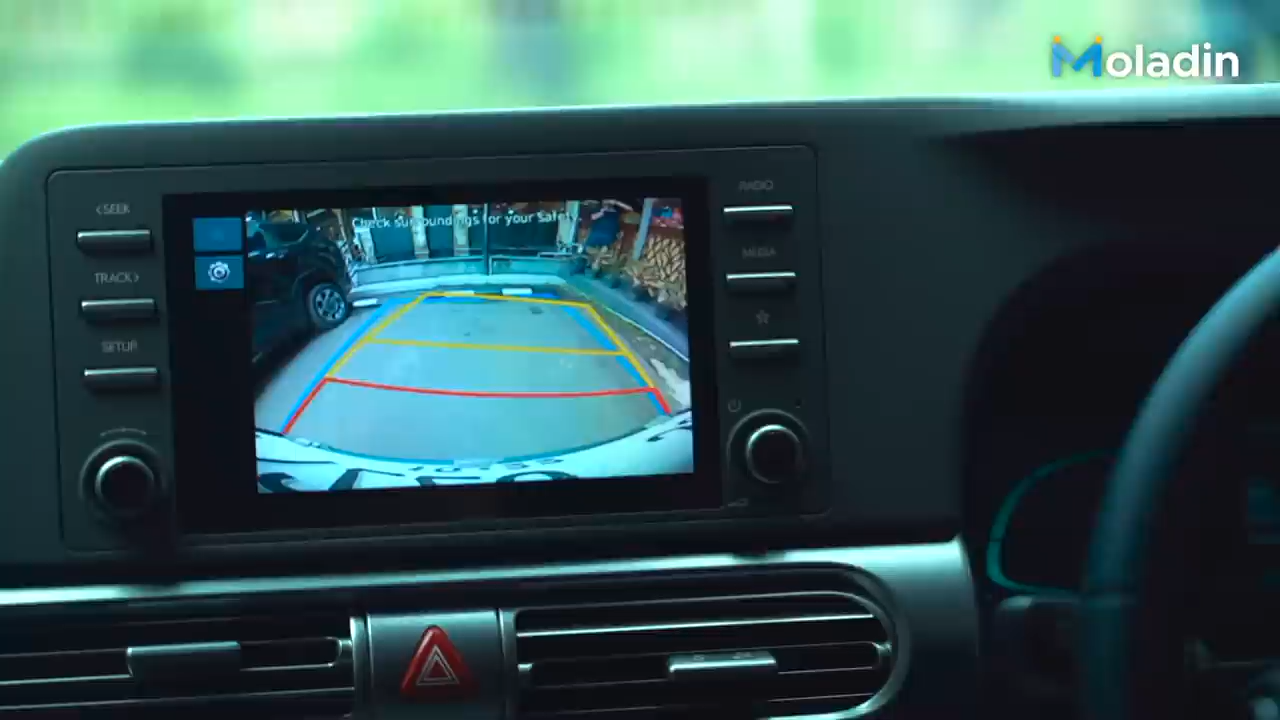 Moladin
< SEEK
TRACK >
SETUP
Check surroundings for your Safety.
RADIO
MEDIA